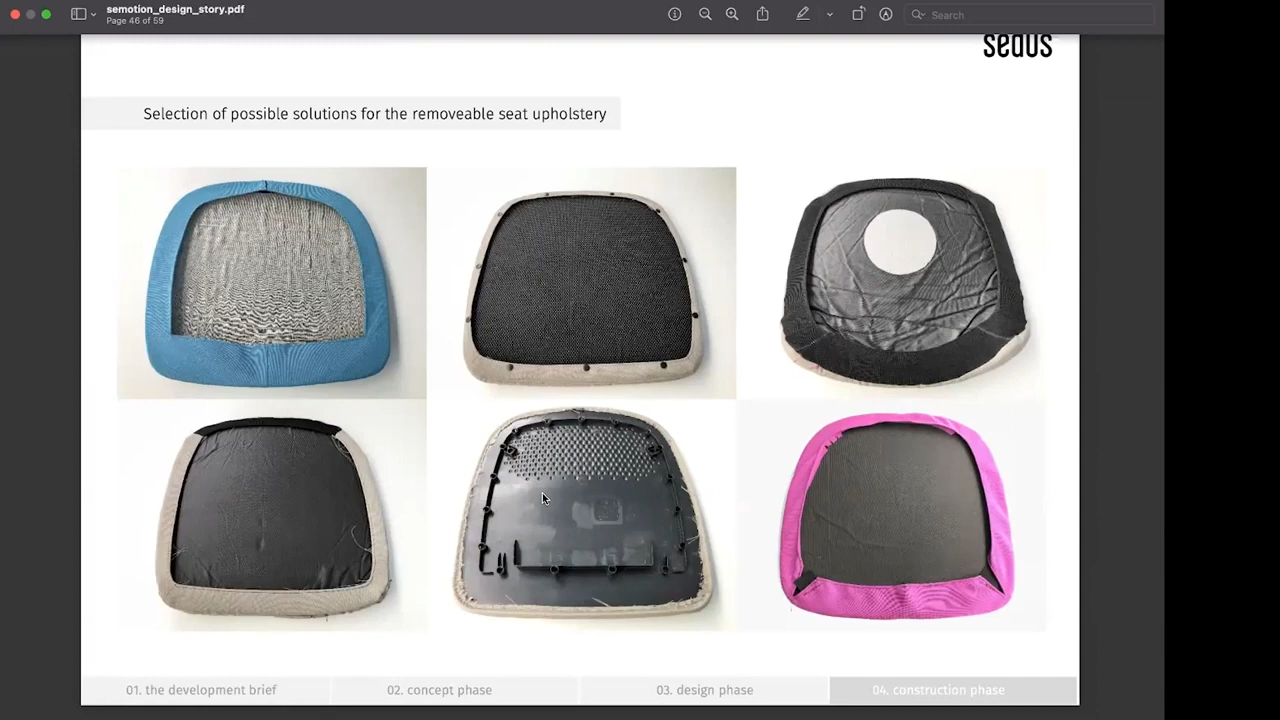 semotion_design_story.pdf
Page 46 of 59
Search
sedus
Selection of possible solutions for the removeable seat upholstery
01. the development brief
02. concept phase
03. design phase
04. construction phase